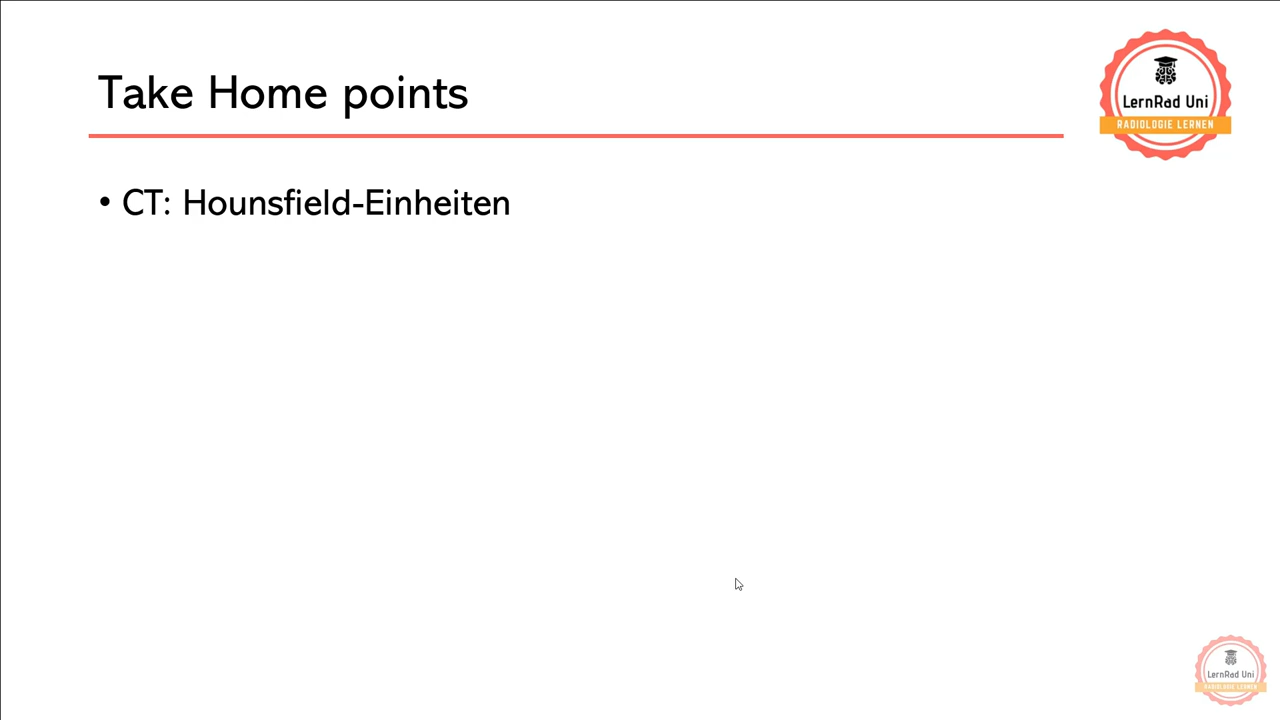 Take Home points
LernRad Uni
RADIOLOGIE LERNEN
• CT: Hounsfield-Einheiten
LernRad Uni
RADIOLOGIE LERNEN